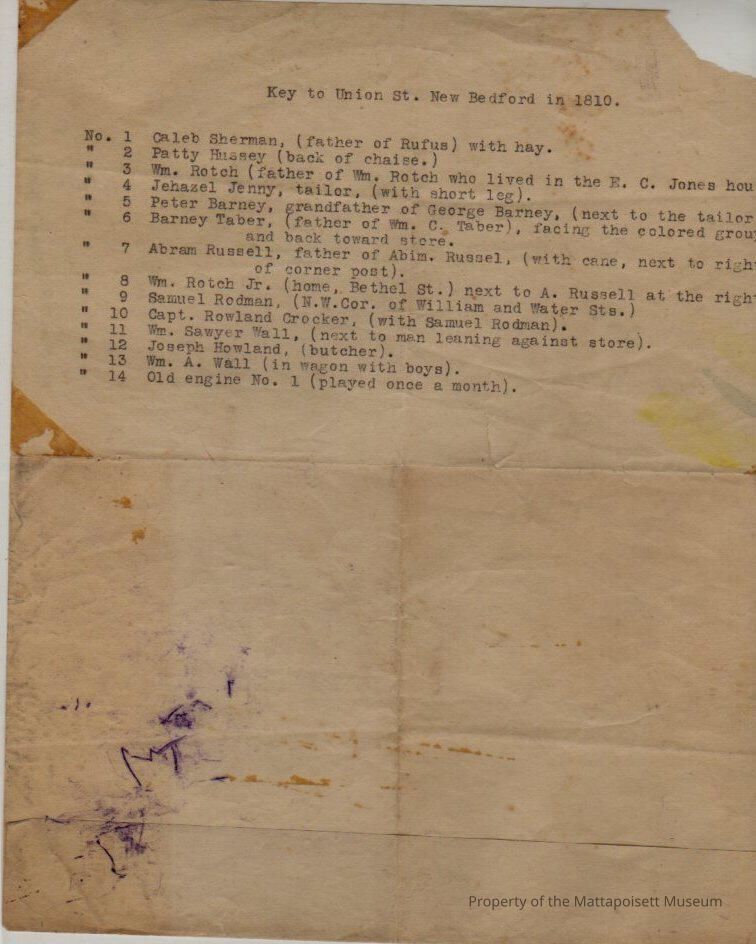 Key to Union St. New Bedford in 1810.
No. 1 Caleb Sherman, (father of Rufus) with hay.
" 2 Patty Hussey (back of chaise.)
" 3 Wm. Rotch (father of Wm. Rotch who lived in the E. C. Jones hou
" 4 Jehazel Jenny, tailor, (with short leg).
" 5 Peter Barney, grandfather of George Barney, (next to the tailor
" 6 Barney Taber, (father of Wm. C. Taber), facing the colored grou
and back toward store.
" 7 Abram Russell, father of Abim. Russel, (with cane, next to righ
of corner post).
" 8 Wm. Rotch Jr. (home, Bethel St.) next to A. Russell at the righ
" 9 Samuel Rodman, (N.W.Cor. of William and Water Sts.)
" 10 Capt. Rowland Crocker, (with Samuel Rodman).
" 11 Wm. Sawyer Wall, (next to man leaning against store).
" 12 Joseph Howland, (butcher).
" 13 Wm. A. Wall (in wagon with boys).
" 14 Old engine No. 1 (played once a month).
Property of the Mattapoisett Museum